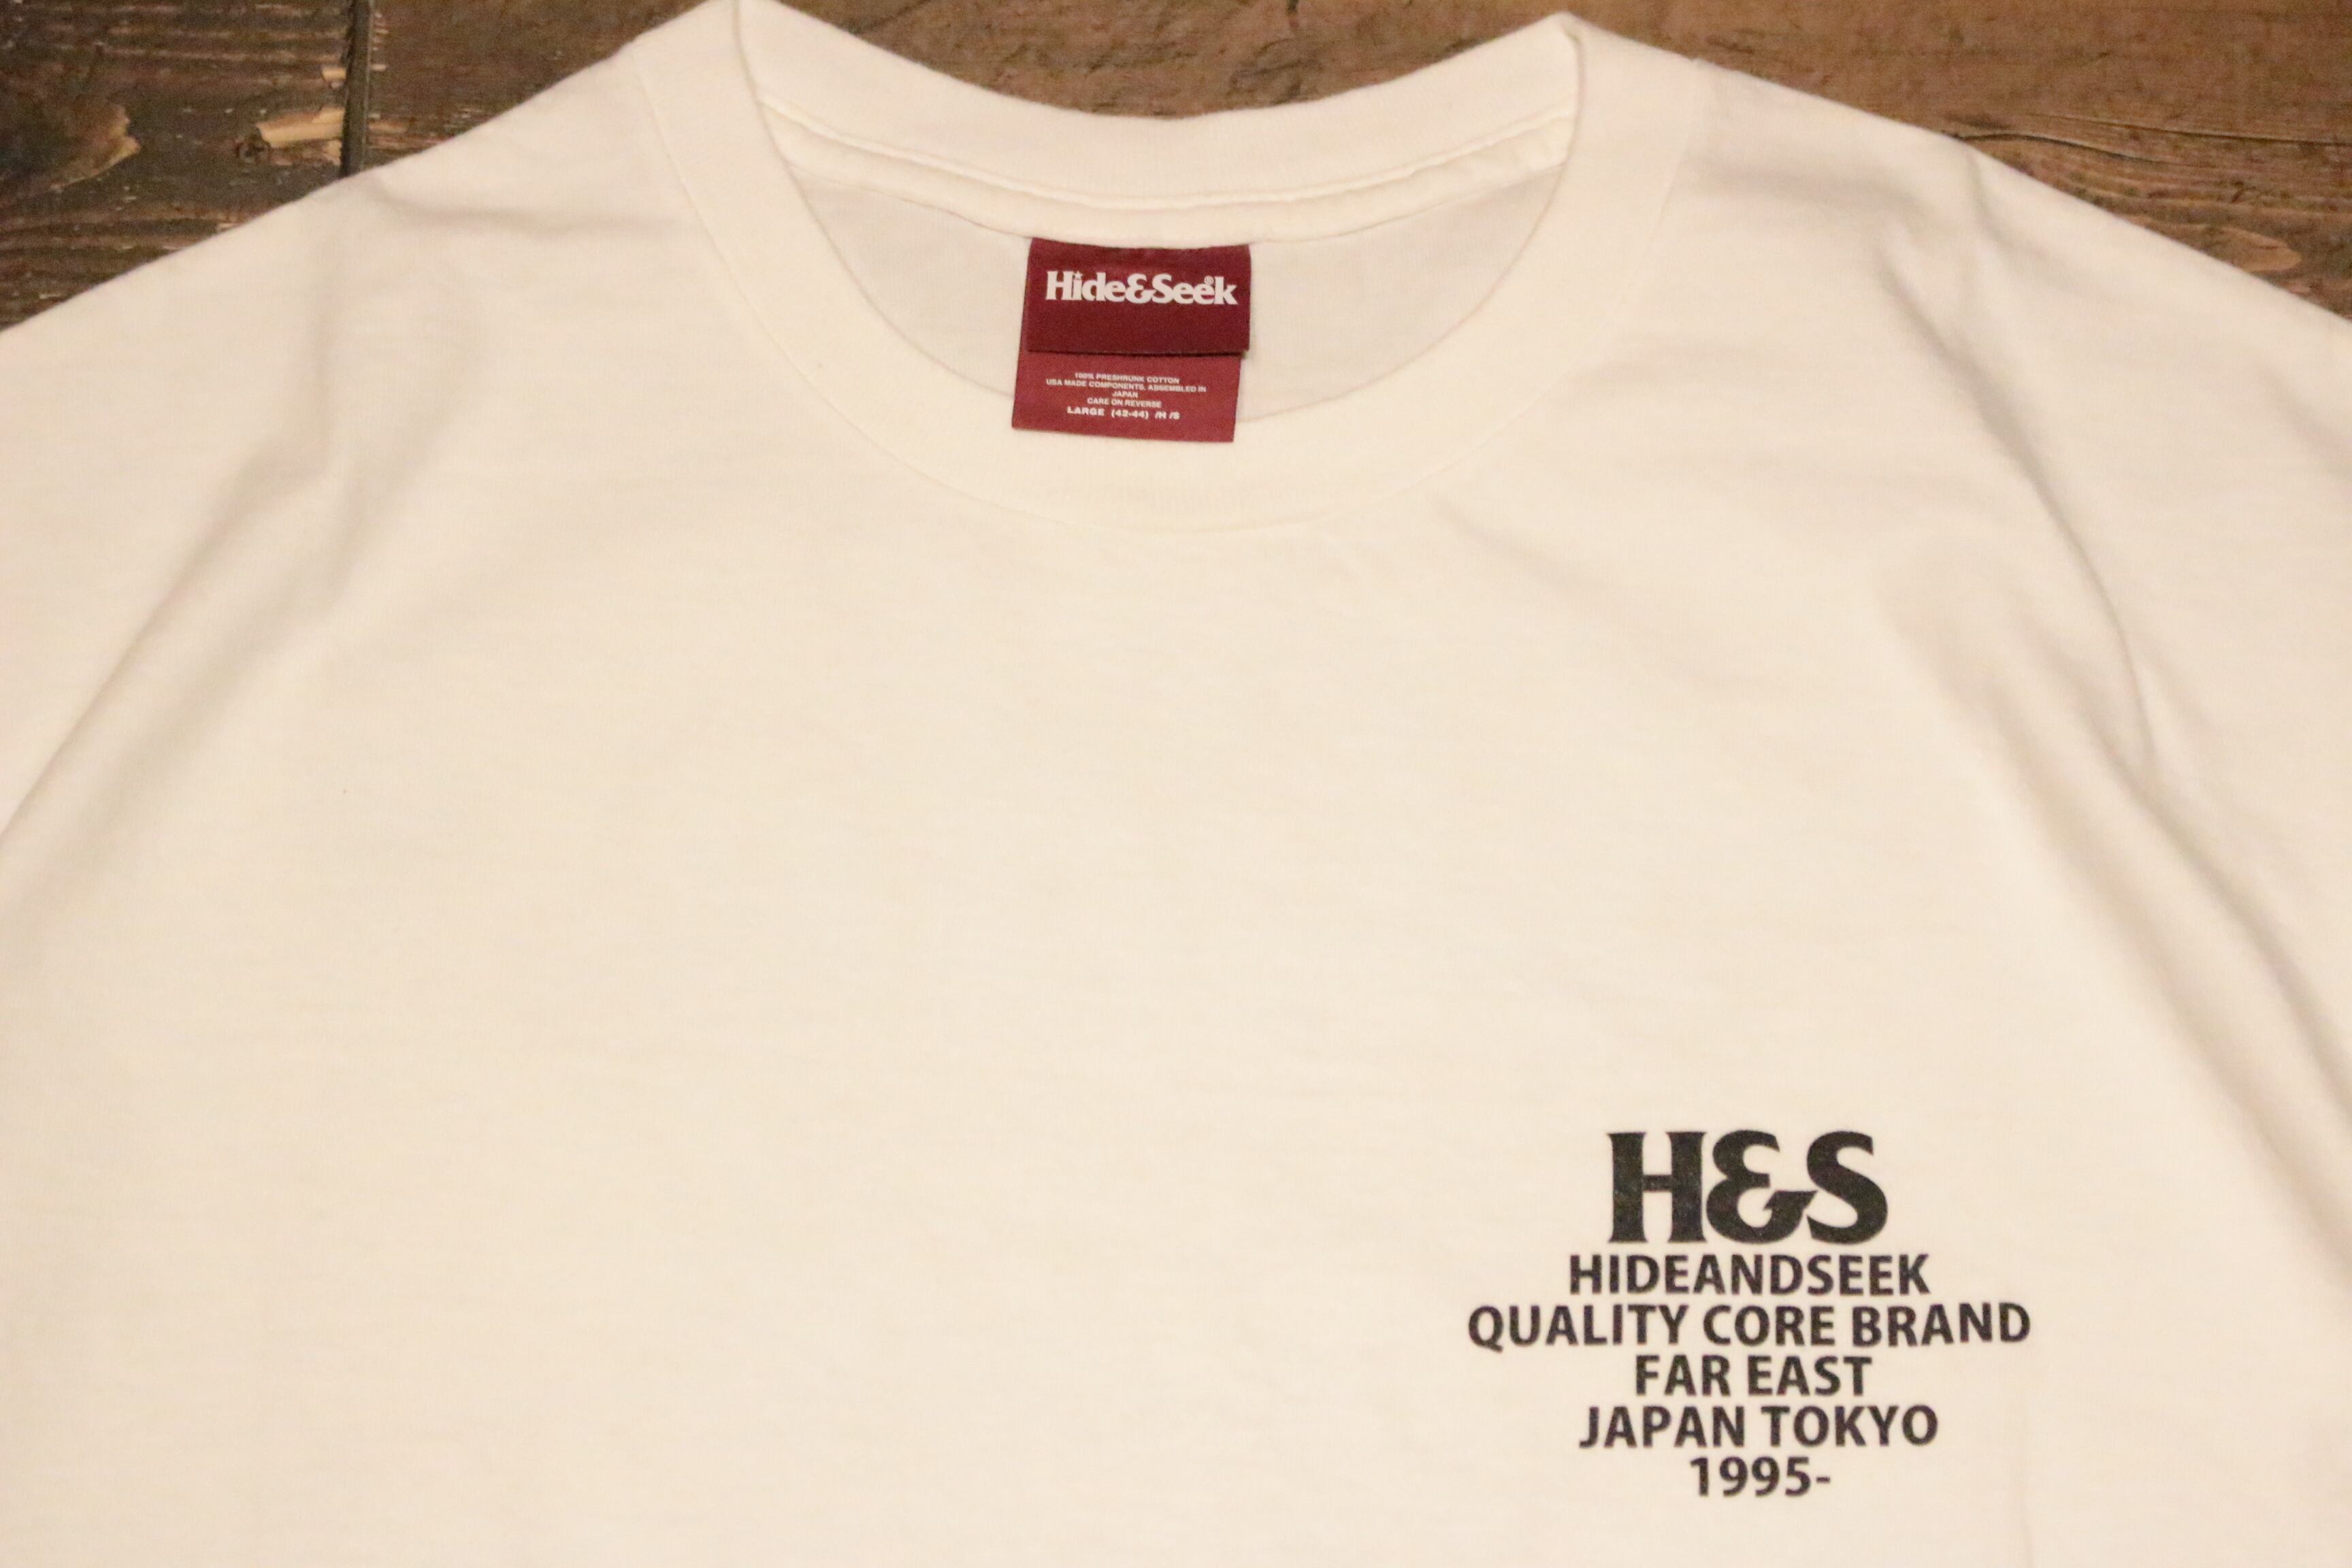 Hide&Seek
100% PRESHRUNK COTTON
USA MADE COMPONENTS. ASSEMBLED IN
JAPAN
CARE ON REVERSE
LARGE (42-44) /H /S
H&S
HIDEANDSEEK
QUALITY CORE BRAND
FAR EAST
JAPAN TOKYO
1995-